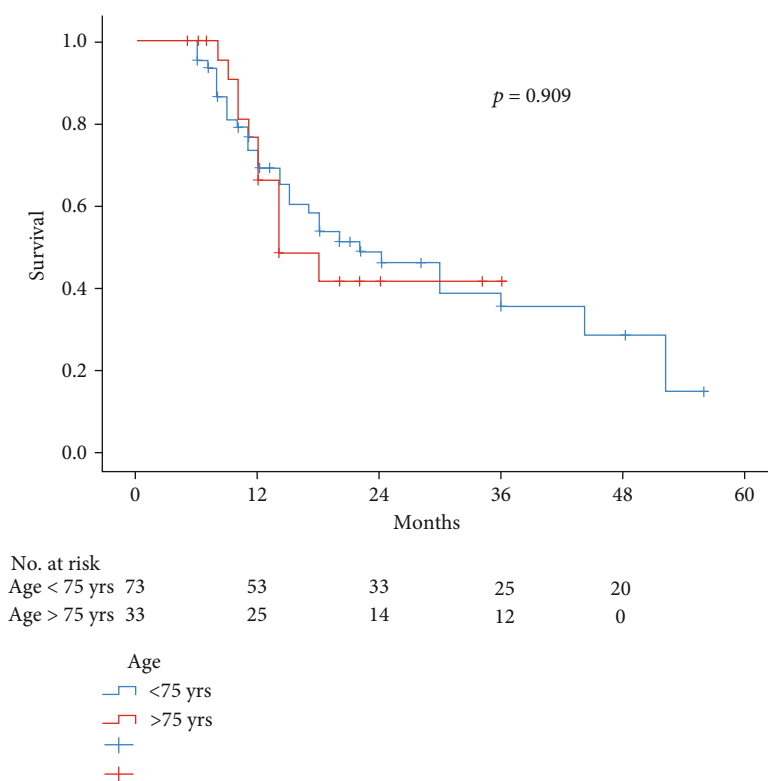 1.0
0.8
0.6
0.4
0.2
0.0
Survival
p = 0.909
0 12 24 36 48 60
Months
No. at risk
Age < 75 yrs 73 53 33 25 20
Age > 75 yrs 33 25 14 12 0
Age
<75 yrs
>75 yrs